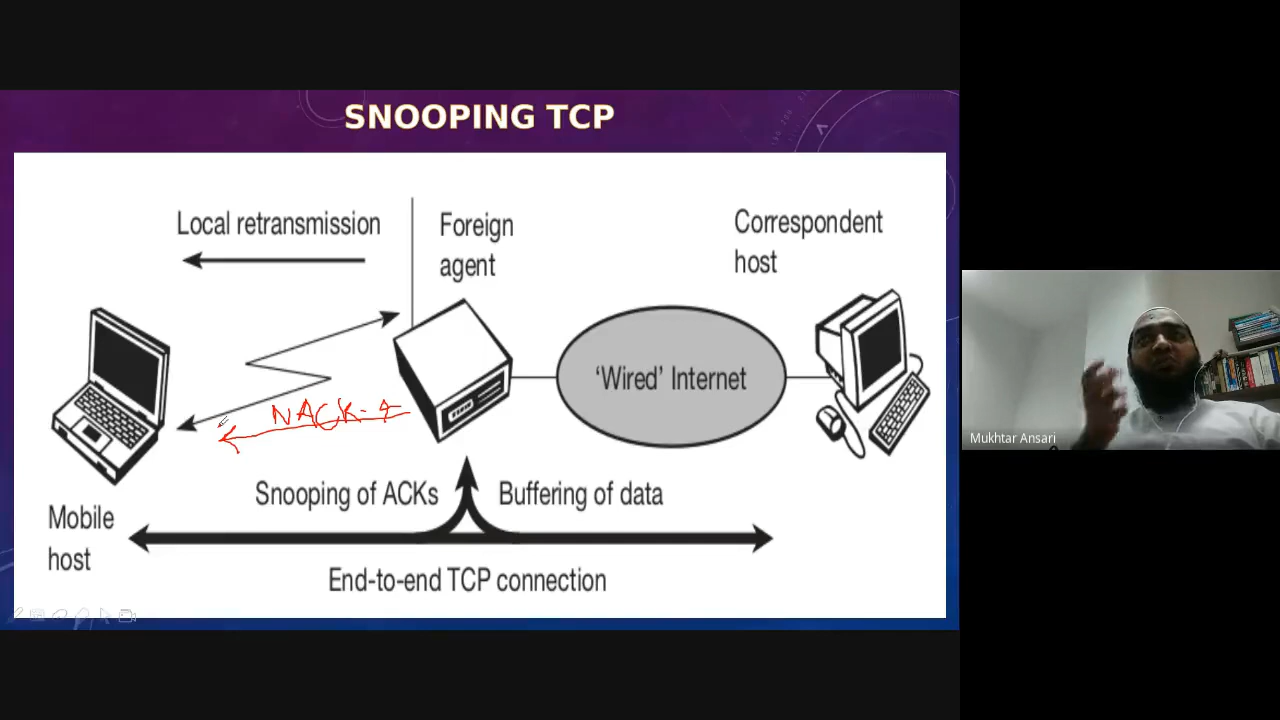 SNOOPING TCP
Local retransmission
Foreign
agent
Correspondent
host
'Wired' Internet
NACK-4
Snooping of ACKs
Buffering of data
Mobile
host
End-to-end TCP connection
Mukhtar Ansari